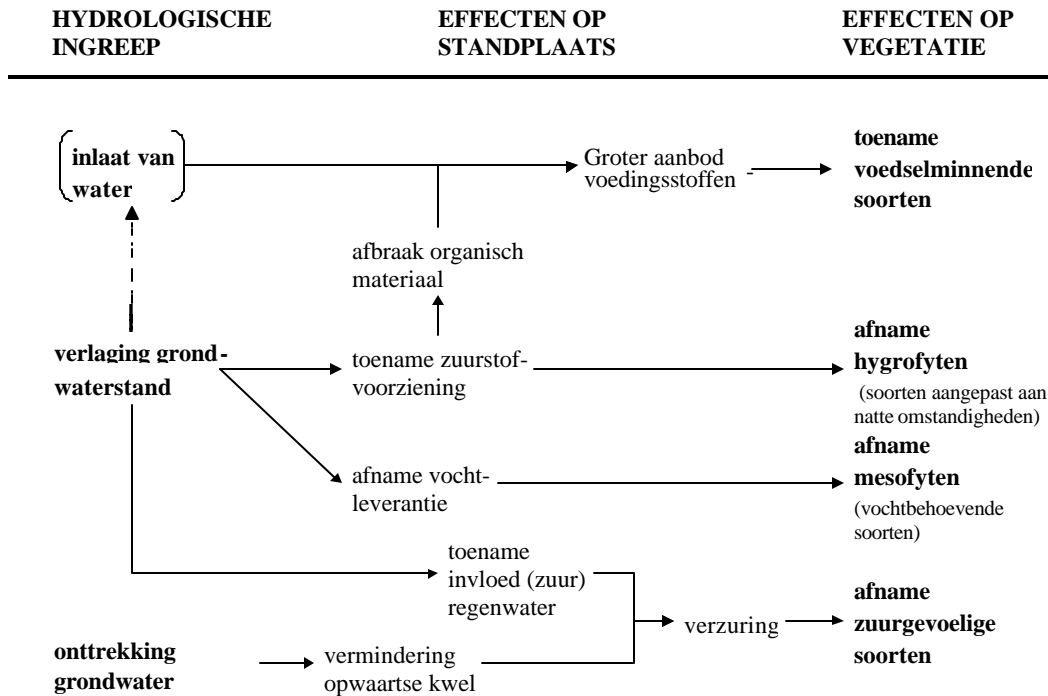 HYDROLOGISCHE
INGREEP
EFFECTEN OP
STANDPLAATS
EFFECTEN OP
VEGETATIE
inlaat van
water
Groter aanbod
voedingsstoffen -
toename
voedselminnende
soorten
afbraak organisch
materiaal
verlaging grond-
waterstand
toename zuurstof-
voorziening
afname
hygrofyten
(soorten aangepast aan
natte omstandigheden)
afname vocht-
leverantie
afname
mesofyten
(vochtbehoevende
soorten)
toename
invloed (zuur)
regenwater
verzuring
afname
zuurgevoelige
soorten
onttrekking
grondwater
vermindering
opwaartse kwel